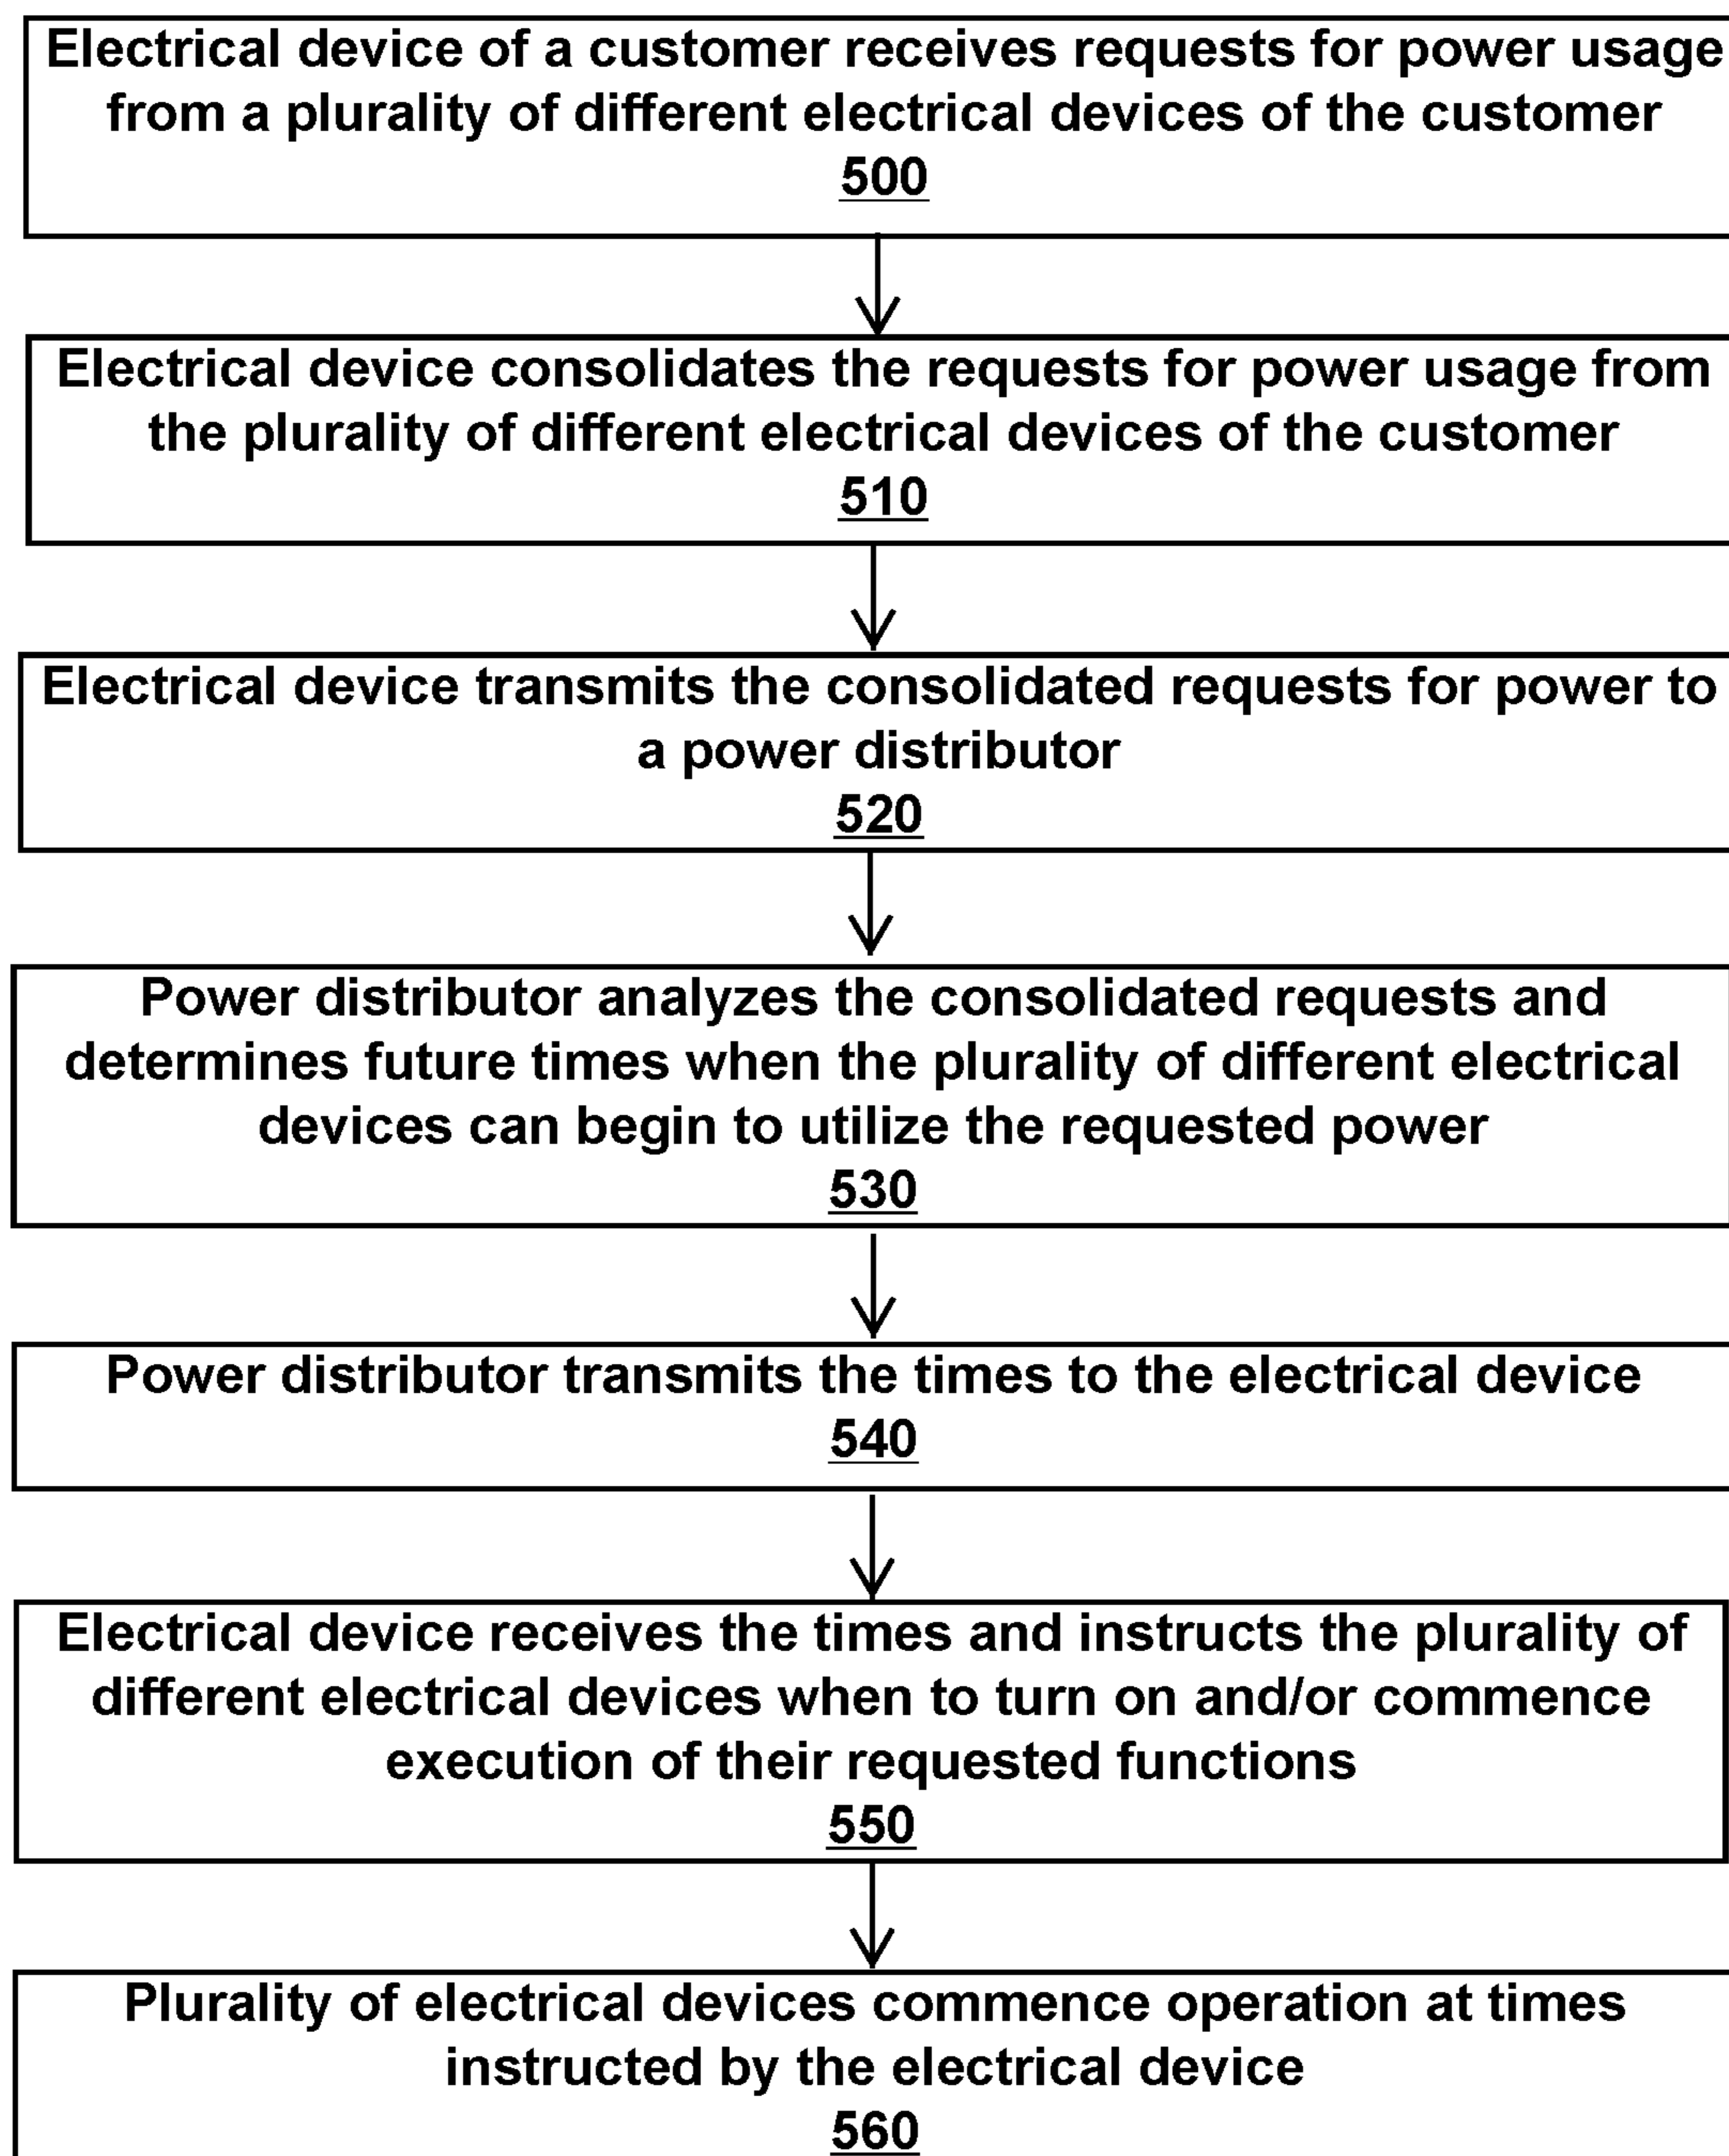 Electrical device of a customer receives requests for power usage
from a plurality of different electrical devices of the customer
500
Electrical device consolidates the requests for power usage from
the plurality of different electrical devices of the customer
510
Electrical device transmits the consolidated requests for power to
a power distributor
520
Power distributor analyzes the consolidated requests and
determines future times when the plurality of different electrical
devices can begin to utilize the requested power
530
Power distributor transmits the times to the electrical device
540
Electrical device receives the times and instructs the plurality of
different electrical devices when to turn on and/or commence
execution of their requested functions
550
Plurality of electrical devices commence operation at times
instructed by the electrical device
560